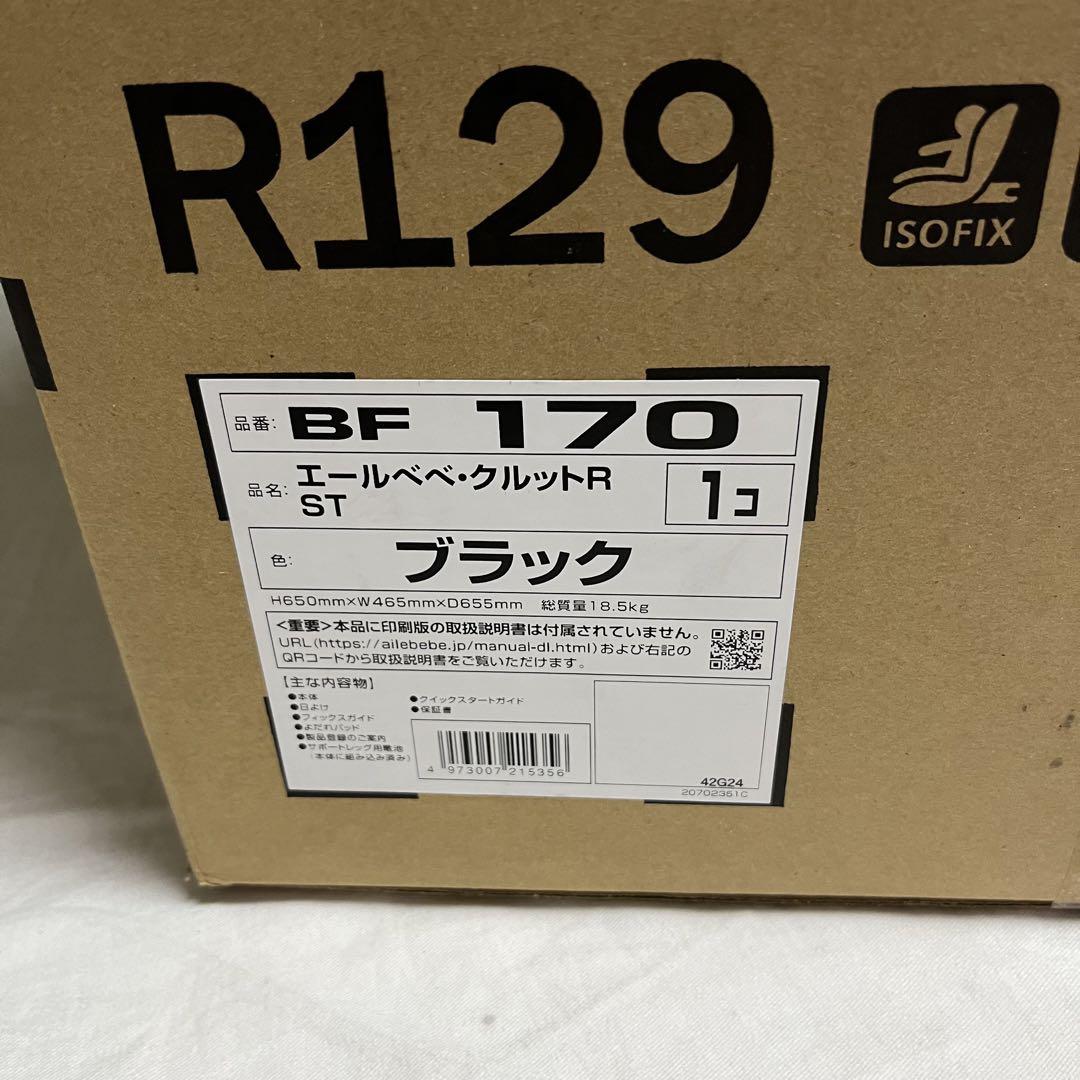 R129
ISOFIX
品番: BF 170
品名: エールベベ・クルットR
ST
1コ
色: ブラック
H650mm×W465mm×D655mm 総質量18.5kg
<重要>本品に印刷版の取扱説明書は付属されていません。
URL(https://ailebebe.jp/manual-dl.html)および右記の
QRコードから取扱説明書をご覧いただけます。
【主な内容物】
●本体
●日よけ
●フィックスガイド
●よだれパッド
●製品登録のご案内
●サポートレッグ用電池
(本体に組み込み済み)
●クイックスタートガイド
●保証書
4 973007 215356
42G24
20702351C